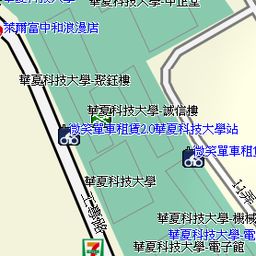 華夏科技大學-中正堂
萊爾富中和浪漫店
華夏科技大學-聚鈺樓
華夏科技大學-誠信樓
微笑單車租賃2.0華夏科技大學站
微笑單車租賃
華夏科技大學
華夏科技大學-機械
華夏科技大學-電
華夏科技大學-電子館